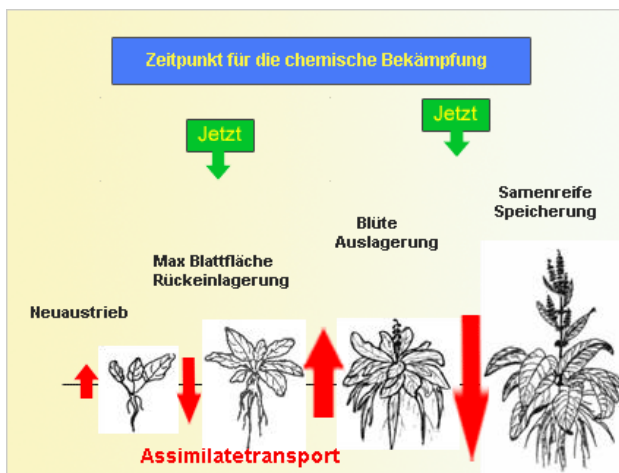 Zeitpunkt für die chemische Bekämpfung
Jetzt
Jetzt
Samenreife
Speicherung
Blüte
Auslagerung
Max Blattfläche
Rückeinlagerung
Neuaustrieb
Assimilatetransport